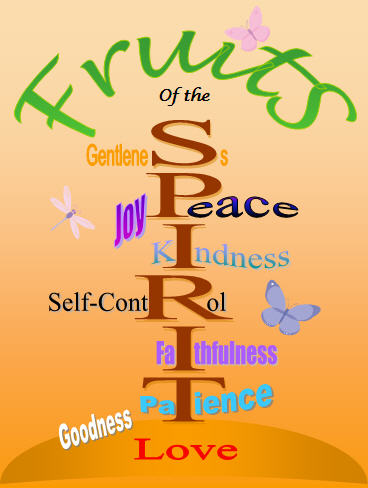 Fruits
Of the
GentleneSs
Joy Peace
KIndness
Self-ContRol
FaIthfulness
PaTience
Goodness
Love